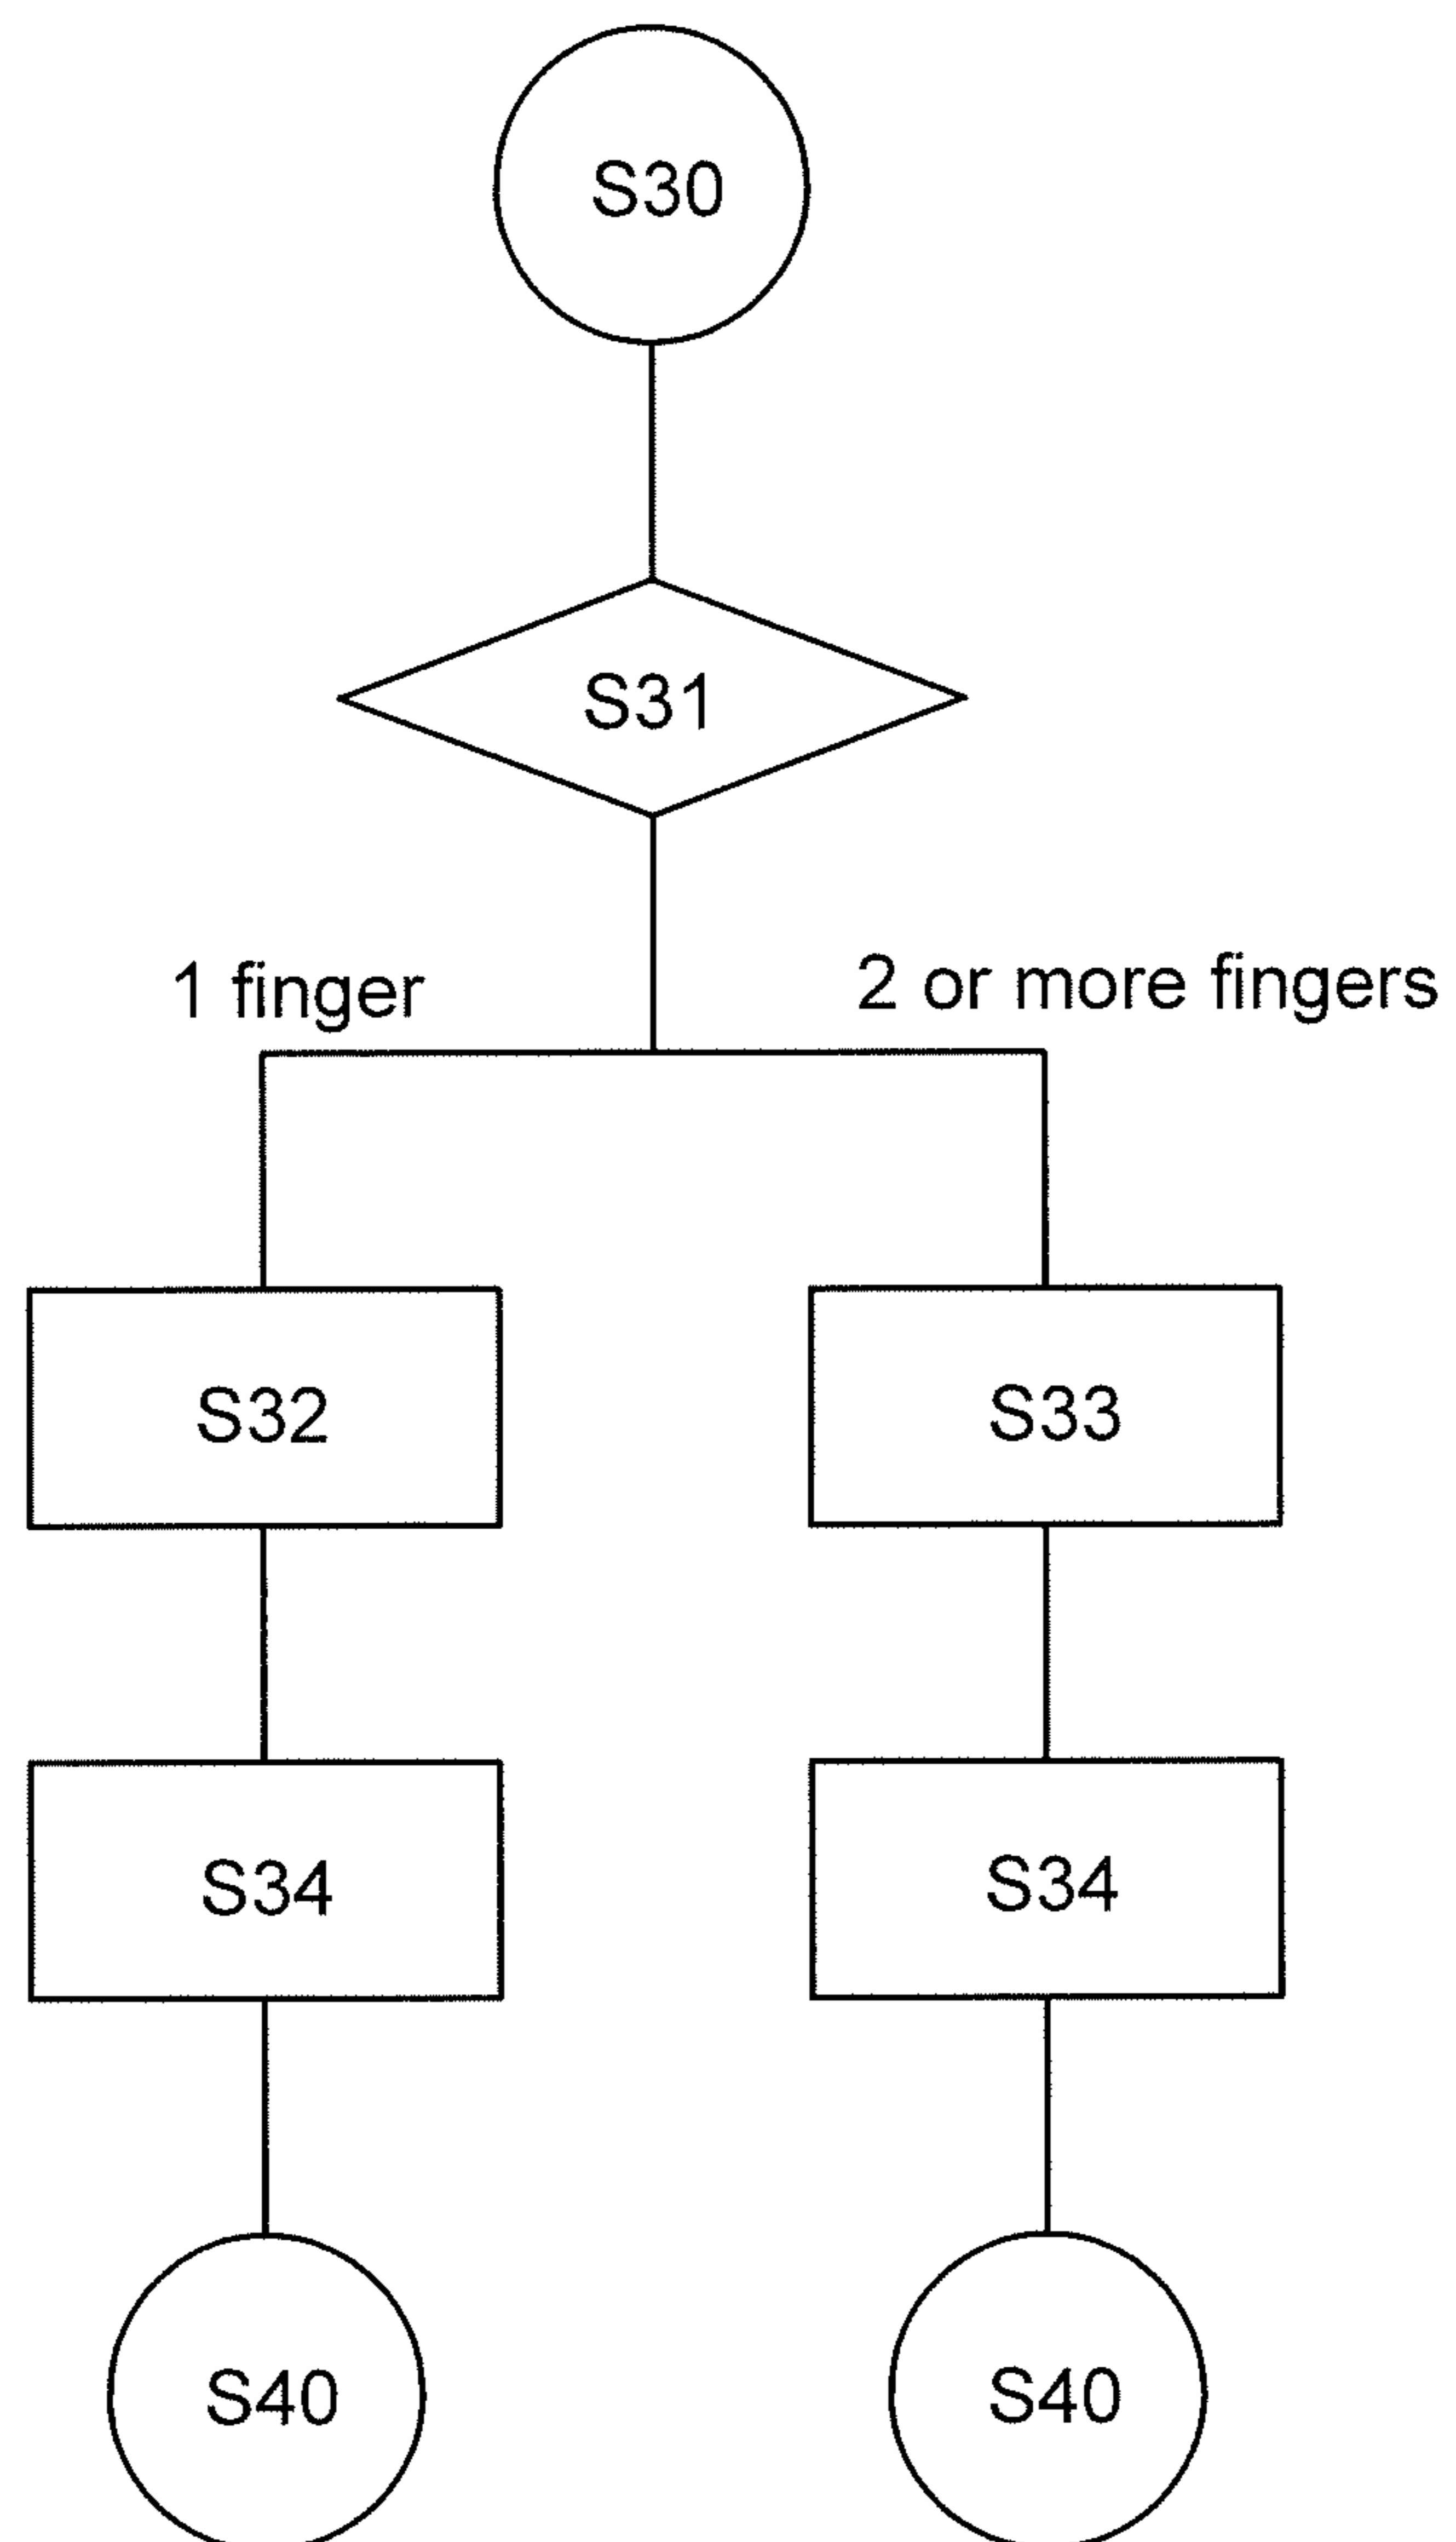 S30
S31
1 finger
2 or more fingers
S32
S33
S34
S34
S40
S40